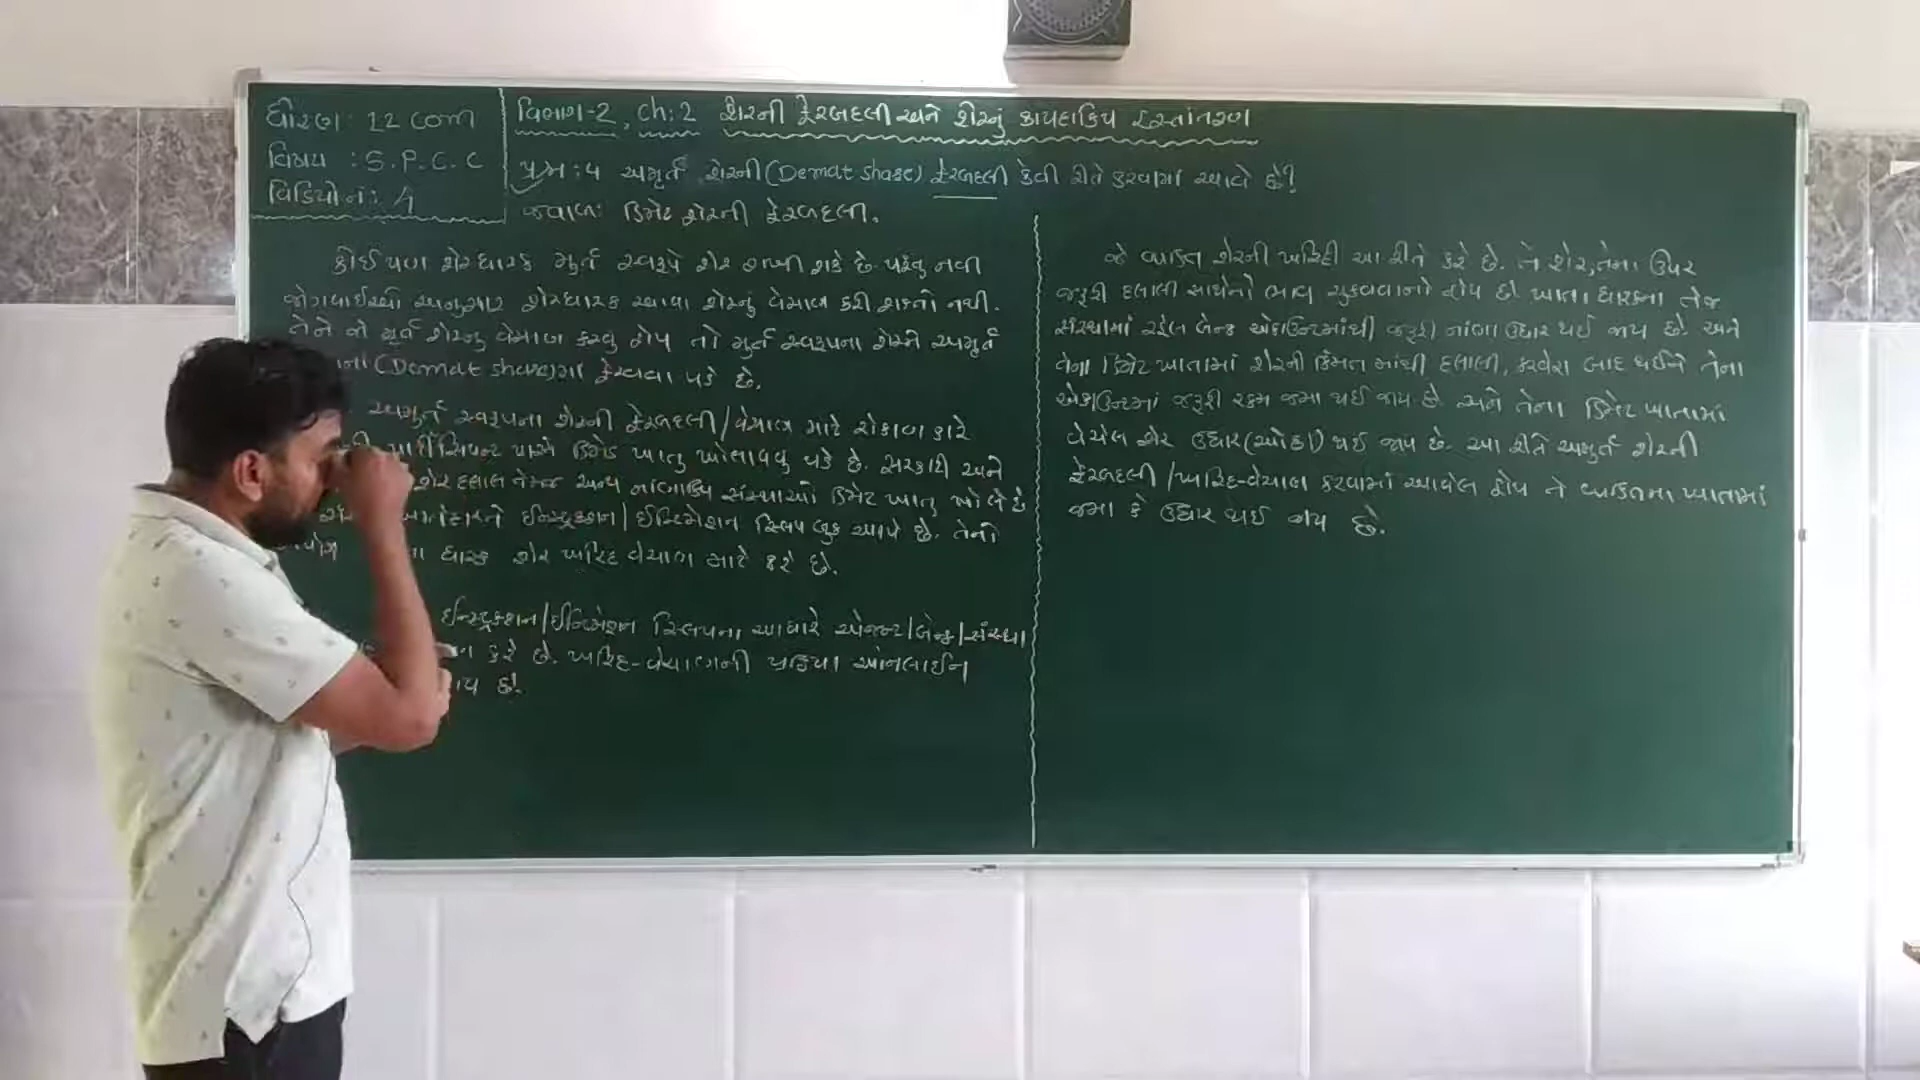 ધોરણ: 12 com
વિષય : S.P.C.C
વિડિયો નં: 4
વિભાગ-2, Ch:2 શેરની ફેરબદલી અને શેરનું કાયદાકિય હસ્તાંતરણ
પ્રશ્ન: ૫ અમૂર્ત શેરની (Demat share) ફેરબદલી કેવી રીતે કરવામાં આવે છે?
જવાબ: ડિમેટ શેરની ફેરબદલી.
કોઈ પણ શેરધારક મુર્ત સ્વરૂપે શેર રાખી શકે છે. પરંતુ નવી
જોગવાઈઓ અનુસાર શેરધારક આવા શેરનું વેચાણ કરી શકતો નથી.
તેને જો મુર્ત શેરનું વેચાણ કરવું હોય તો મુર્ત સ્વરૂપના શેરને અમૂર્ત
(Demat share)માં ફેરવવા પડે છે.
અમુર્ત સ્વરૂપના શેરની ફેરબદલી/વેચાણ માટે રોકાણકારે
પાર્ટીસિપન્ટ પાસે ડિમેટ ખાતુ ખોલાવવુ પડે છે. સરકારી અને
શેર દલાલ તેમજ અન્ય નાંણાકિય સંસ્થાઓ ડિમેટ ખાતુ ખોલે છે
ઈન્સ્ટ્રક્શન/ઈન્ટિમેશન સ્લિપ બુક આપે છે. તેનો
ધારક શેર ખરિદ વેચાણ માટે કરે છે.
ઈન્સ્ટ્રક્શન/ઈન્ટિમેશન સ્લિપના આધારે એજન્ટ/બેન્ક/સંસ્થા
કરે છે. ખરિદ-વેચાણની પ્રક્રિયા ઓનલાઈન
છે.
જે વ્યક્તિ શેરની ખરિદી આ રીતે કરે છે. તે શેર, તેના ઉપર
જરૂરી દલાલી સાથેનો ભાવ ચુકવવાનો હોય છે. ખાતા ધારકના તેજ
સંસ્થામાં રહેલ બેન્ક એકાઉન્ટમાંથી જરૂરી નાંણા ઉધાર થઈ જાય છે. અને
તેના ડિમેટ ખાતામાં શેરની કિંમત માંથી દલાલી, કરવેરા બાદ થઈને તેના
એકાઉન્ટમાં જરૂરી રકમ જમા થઈ જાય છે. અને તેના ડિમેટ ખાતામાં
વેચેલ શેર ઉધાર(ઓછા) થઈ જાય છે. આ રીતે અમુર્ત શેરની
ફેરબદલી/ખરિદ-વેચાણ કરવામાં આવેલ હોય તે વ્યક્તિના ખાતામાં
જમા કે ઉધાર થઈ જાય છે.